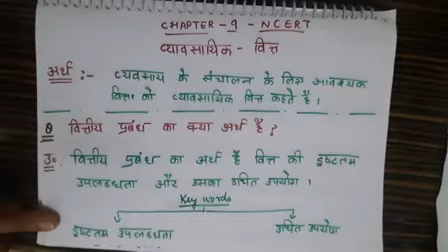 CHAPTER - 9 - NCERT
व्यावसायिक - वित्त
अर्थ :- व्यवसाय के संचालन के लिए आवश्यक
वित्त को व्यावसायिक वित्त कहते है।
Q वित्तीय प्रबंध का क्या अर्थ है?
उ० वित्तीय प्रबंध का अर्थ है वित्त की इष्टतम
उपलब्धता और उसका उचित उपयोग।
Key words
इष्टतम उपलब्धता उचित उपयोग